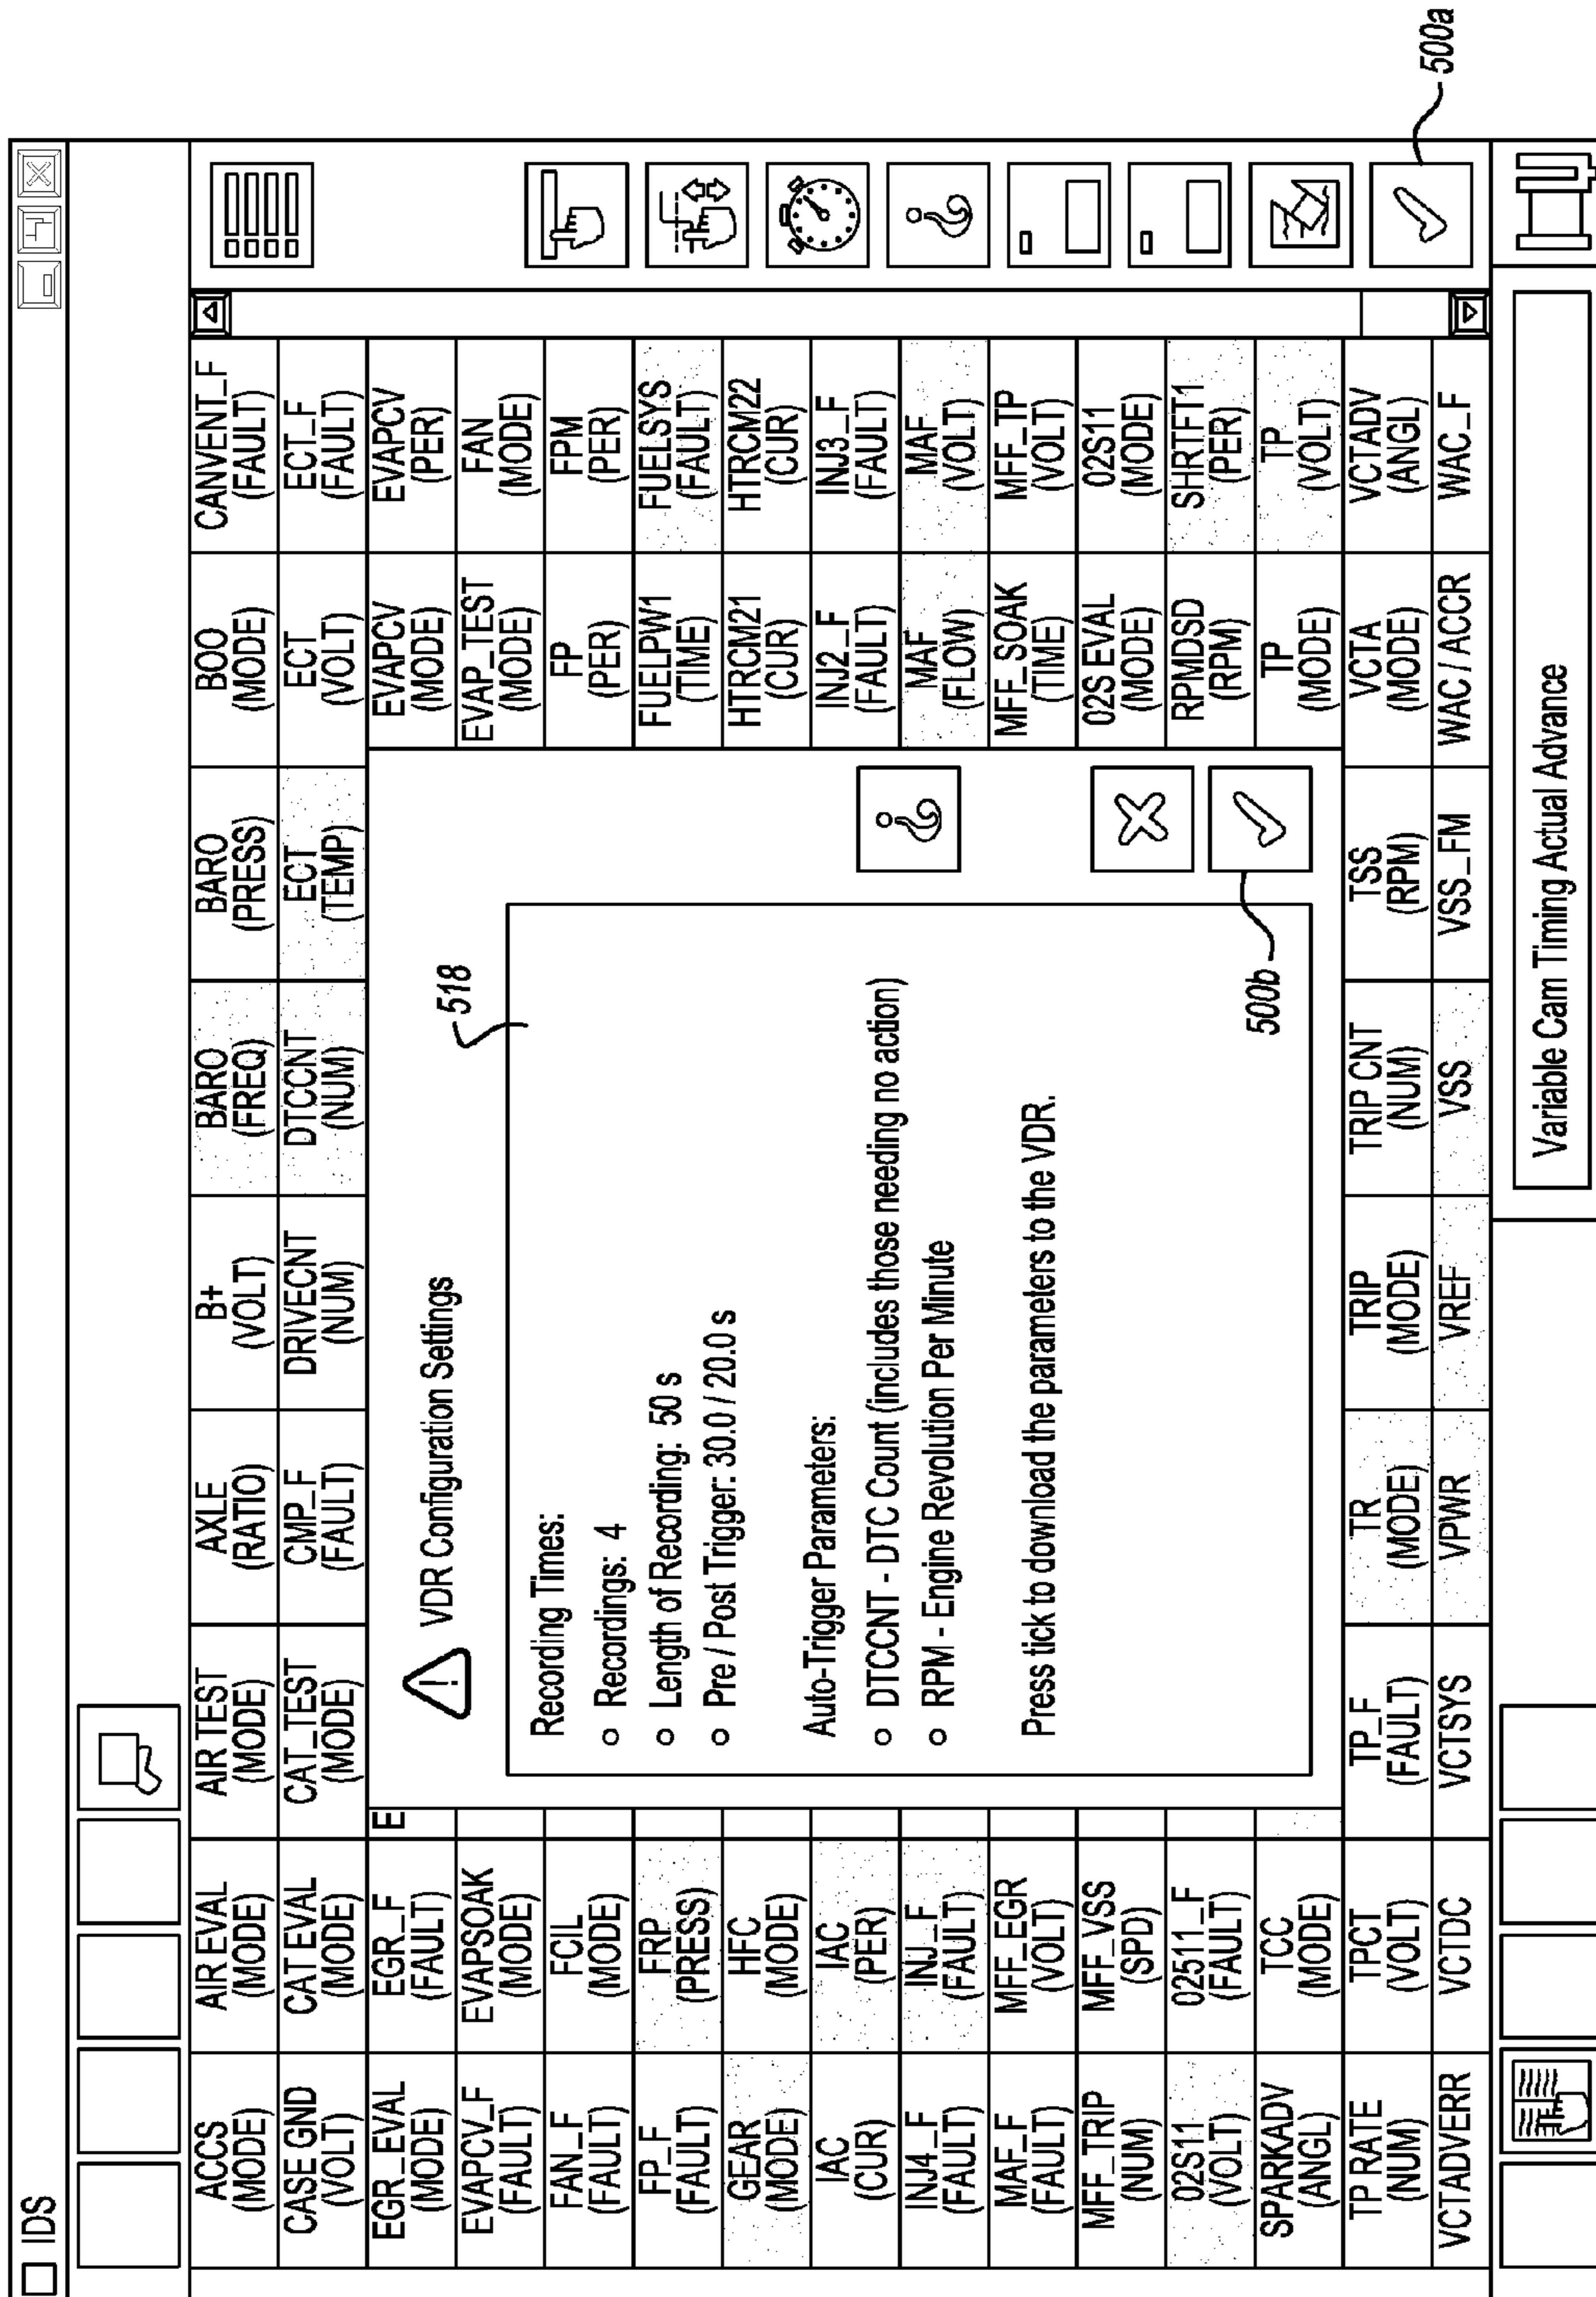 IDS
ACCS AIR EVAL AIR TEST AXLE B+ BARO BARO BOO CANVENT_F
(MODE) (MODE) (MODE) (RATIO) (VOLT) (FREQ) (PRESS) (MODE) (FAULT)
CASE GND CAT EVAL CAT_TEST CMP_F DRIVECNT DTCCNT ECT ECT ECT_F
(VOLT) (MODE) (MODE) (FAULT) (NUM) (NUM) (TEMP) (VOLT) (FAULT)
EGR_EVAL EGR_F E EVAPCV EVAPCV
(MODE) (FAULT) (MODE) (PER)
EVAPCV_F EVAPSOAK EVAP_TEST FAN
(FAULT) (MODE) (MODE) (MODE)
FAN_F FCIL FP FPM
(FAULT) (MODE) (PER) (PER)
FP_F FRP FUELPW1 FUELSYS
(FAULT) (PRESS) (TIME) (FAULT)
GEAR HFC HTRCM21 HTRCM22
(MODE) (MODE) (CUR) (CUR)
IAC IAC INJ2_F INJ3_F
(CUR) (PER) (FAULT) (FAULT)
INJ4_F INJ_F MAF MAF
(FAULT) (FAULT) (FLOW) (VOLT)
MAF_F MFF_EGR MFF_SOAK MFF_TP
(FAULT) (VOLT) (TIME) (VOLT)
MFF_TRIP MFF_VSS 02S EVAL 02S11
(NUM) (SPD) (MODE) (MODE)
02S11 02511_F RPMDSD SHRTFT1
(VOLT) (FAULT) (RPM) (PER)
SPARKADV TCC TP TP
(ANGL) (MODE) (MODE) (VOLT)
VDR Configuration Settings
518
Recording Times:
Recordings: 4
Length of Recording: 50 s
Pre / Post Trigger: 30.0 / 20.0 s
Auto-Trigger Parameters:
DTCCNT - DTC Count (includes those needing no action)
RPM - Engine Revolution Per Minute
Press tick to download the parameters to the VDR.
500b
TP RATE TPCT TP_F TR TRIP TRIP CNT TSS VCTA VCTADV
(NUM) (VOLT) (FAULT) (MODE) (MODE) (NUM) (RPM) (MODE) (ANGL)
VCTADVERR VCTDC VCTSYS VPWR VREF VSS VSS_FM WAC / ACCR WAC_F
500a
Variable Cam Timing Actual Advance